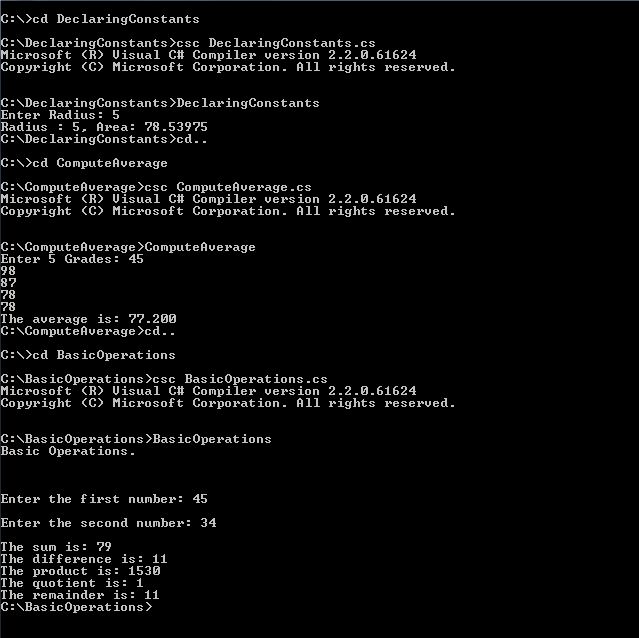 C:\>cd DeclaringConstants
C:\DeclaringConstants>csc DeclaringConstants.cs
Microsoft (R) Visual C# Compiler version 2.2.0.61624
Copyright (C) Microsoft Corporation. All rights reserved.
C:\DeclaringConstants>DeclaringConstants
Enter Radius: 5
Radius : 5, Area: 78.53975
C:\DeclaringConstants>cd..
C:\>cd ComputeAverage
C:\ComputeAverage>csc ComputeAverage.cs
Microsoft (R) Visual C# Compiler version 2.2.0.61624
Copyright (C) Microsoft Corporation. All rights reserved.
C:\ComputeAverage>ComputeAverage
Enter 5 Grades: 45
98
87
78
78
The average is: 77.200
C:\ComputeAverage>cd..
C:\>cd BasicOperations
C:\BasicOperations>csc BasicOperations.cs
Microsoft (R) Visual C# Compiler version 2.2.0.61624
Copyright (C) Microsoft Corporation. All rights reserved.
C:\BasicOperations>BasicOperations
Basic Operations.
Enter the first number: 45
Enter the second number: 34
The sum is: 79
The difference is: 11
The product is: 1530
The quotient is: 1
The remainder is: 11
C:\BasicOperations>